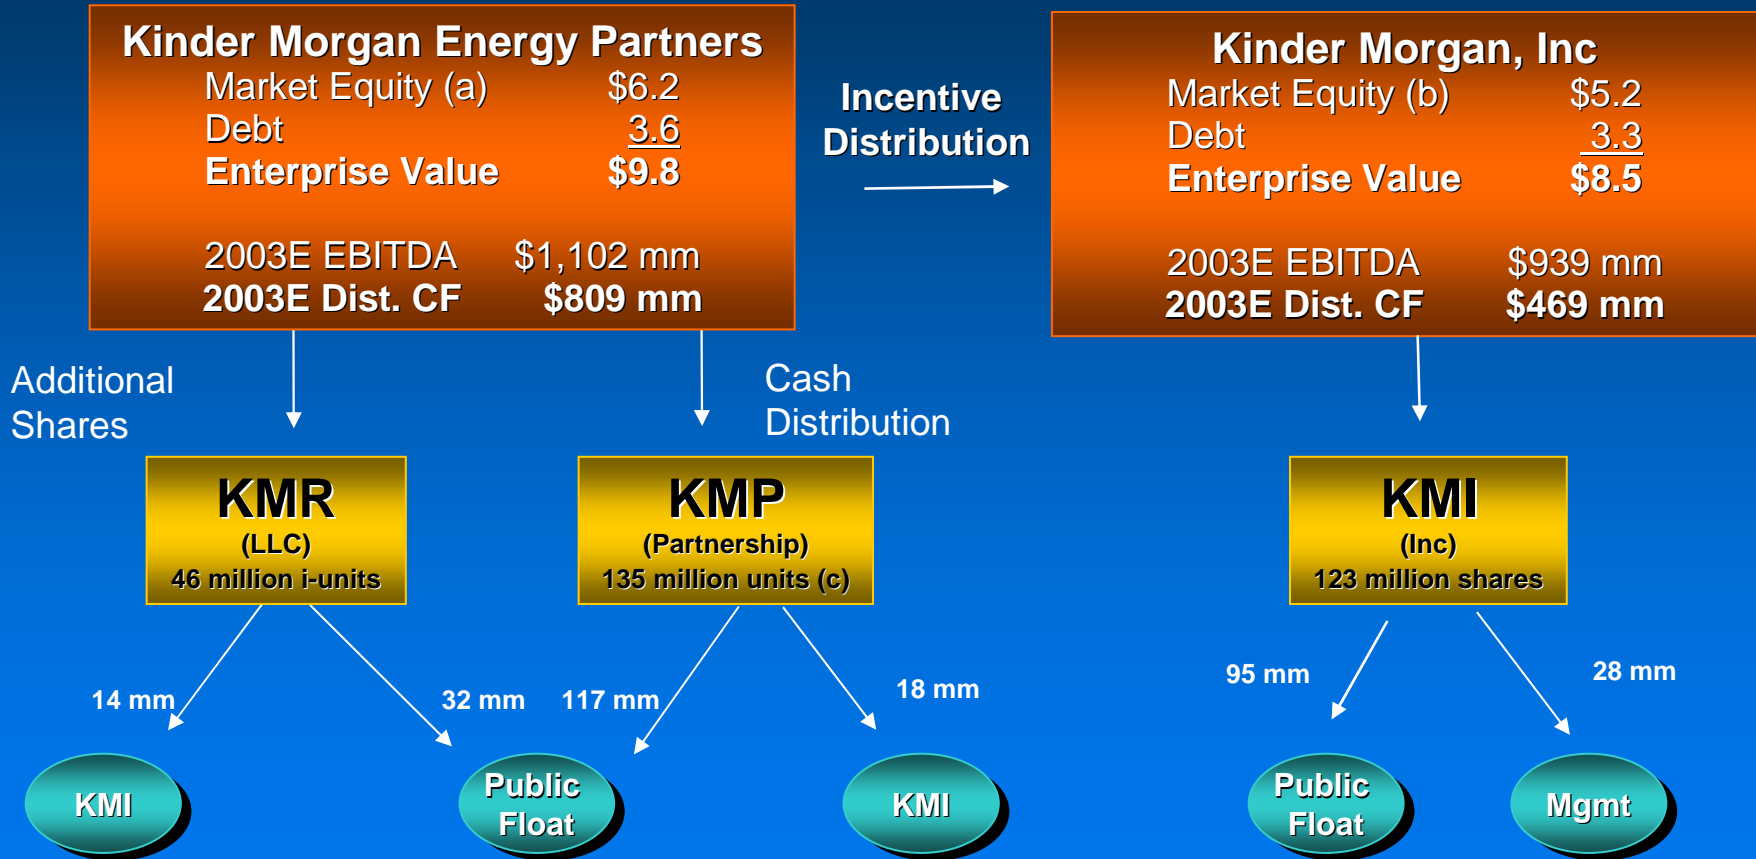 Kinder Morgan Energy Partners
Market Equity (a) $6.2
Debt 3.6
Enterprise Value $9.8
2003E EBITDA $1,102 mm
2003E Dist. CF $809 mm
Incentive
Distribution
Kinder Morgan, Inc
Market Equity (b) $5.2
Debt 3.3
Enterprise Value $8.5
2003E EBITDA $939 mm
2003E Dist. CF $469 mm
Additional
Shares
Cash
Distribution
KMR
(LLC)
46 million i-units
KMP
(Partnership)
135 million units (c)
KMI
(Inc)
123 million shares
14 mm
32 mm
117 mm
18 mm
95 mm
28 mm
KMI
Public
Float
KMI
Public
Float
Mgmt